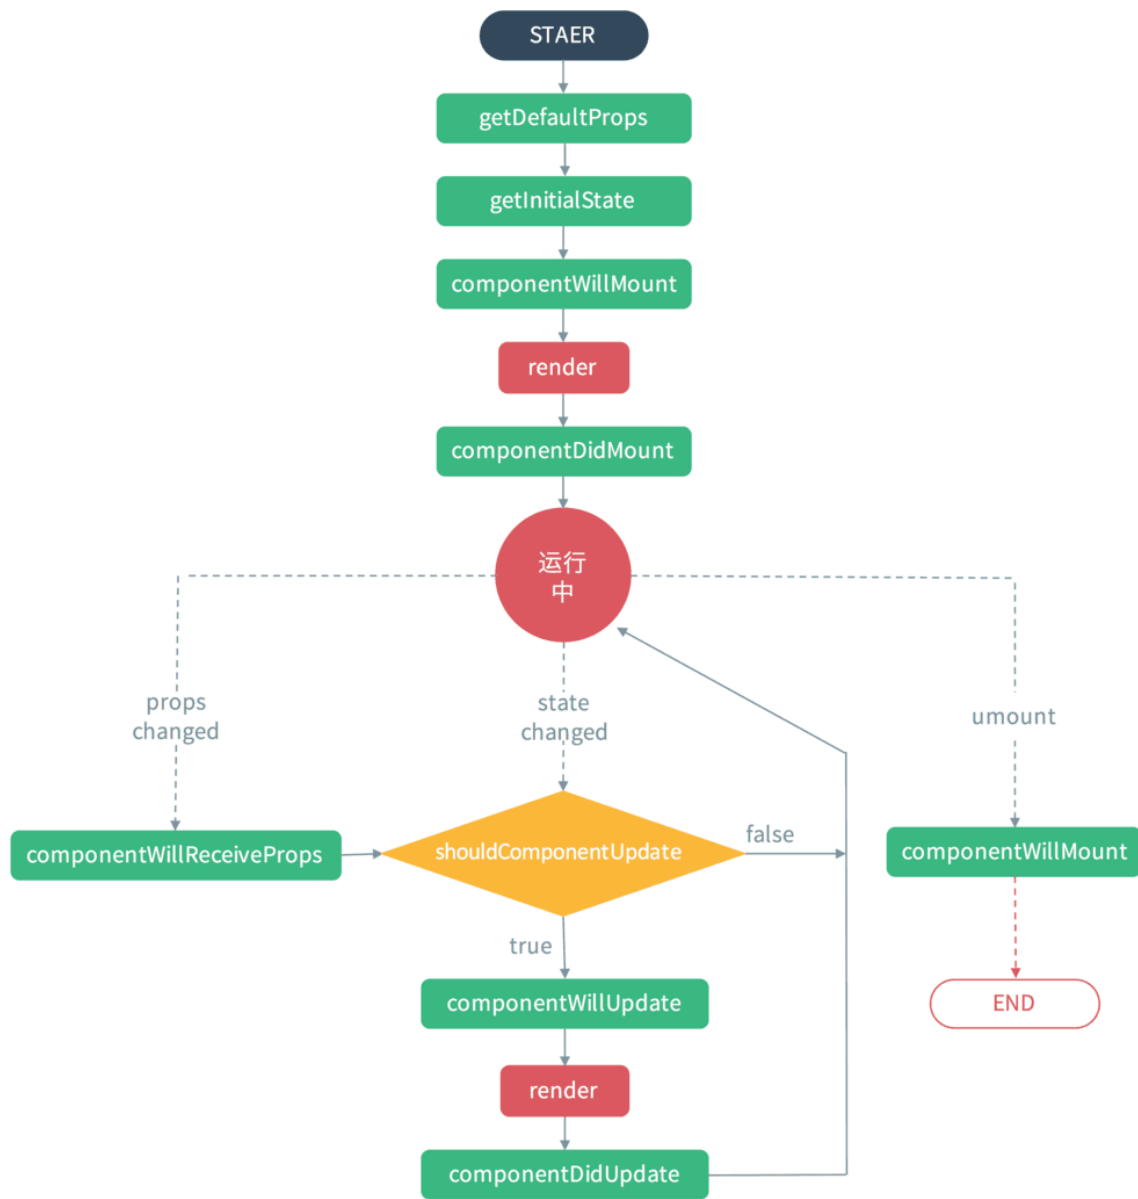 STAER
getDefaultProps
getInitialState
componentWillMount
render
componentDidMount
运行
中
props
changed
state
changed
umount
componentWillReceiveProps
shouldComponentUpdate
false
componentWillMount
true
componentWillUpdate
END
render
componentDidUpdate